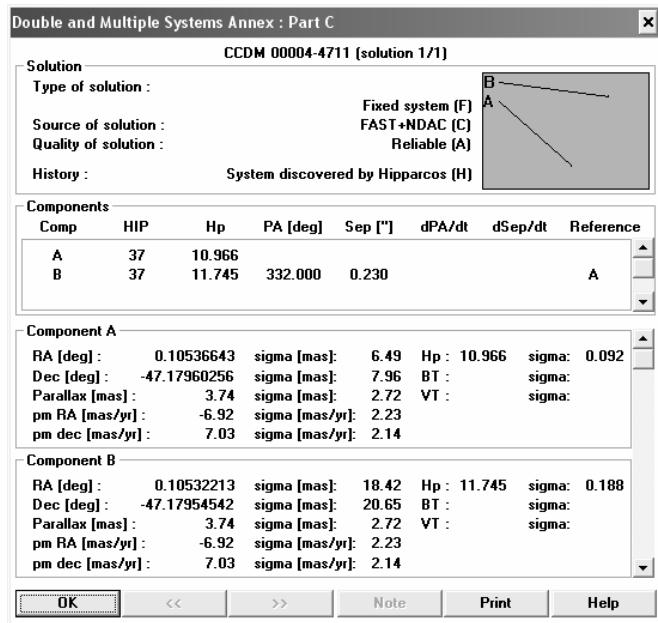 Double and Multiple Systems Annex : Part C
CCDM 00004-4711 (solution 1/1)
Solution
Type of solution :
Fixed system (F)
Source of solution : FAST+NDAC (C)
Quality of solution : Reliable (A)
History : System discovered by Hipparcos (H)
B
A
Components
Comp HIP Hp PA [deg] Sep ["] dPA/dt dSep/dt Reference
A 37 10.966
B 37 11.745 332.000 0.230 A
Component A
RA [deg] : 0.10536643 sigma [mas]: 6.49 Hp : 10.966 sigma: 0.092
Dec [deg] : -47.17960256 sigma [mas]: 7.96 BT : sigma:
Parallax [mas] : 3.74 sigma [mas]: 2.72 VT : sigma:
pm RA [mas/yr] : -6.92 sigma [mas/yr]: 2.23
pm dec [mas/yr] : 7.03 sigma [mas/yr]: 2.14
Component B
RA [deg] : 0.10532213 sigma [mas]: 18.42 Hp : 11.745 sigma: 0.188
Dec [deg] : -47.17954542 sigma [mas]: 20.65 BT : sigma:
Parallax [mas] : 3.74 sigma [mas]: 2.72 VT : sigma:
pm RA [mas/yr] : -6.92 sigma [mas/yr]: 2.23
pm dec [mas/yr] : 7.03 sigma [mas/yr]: 2.14
OK << >> Note Print Help